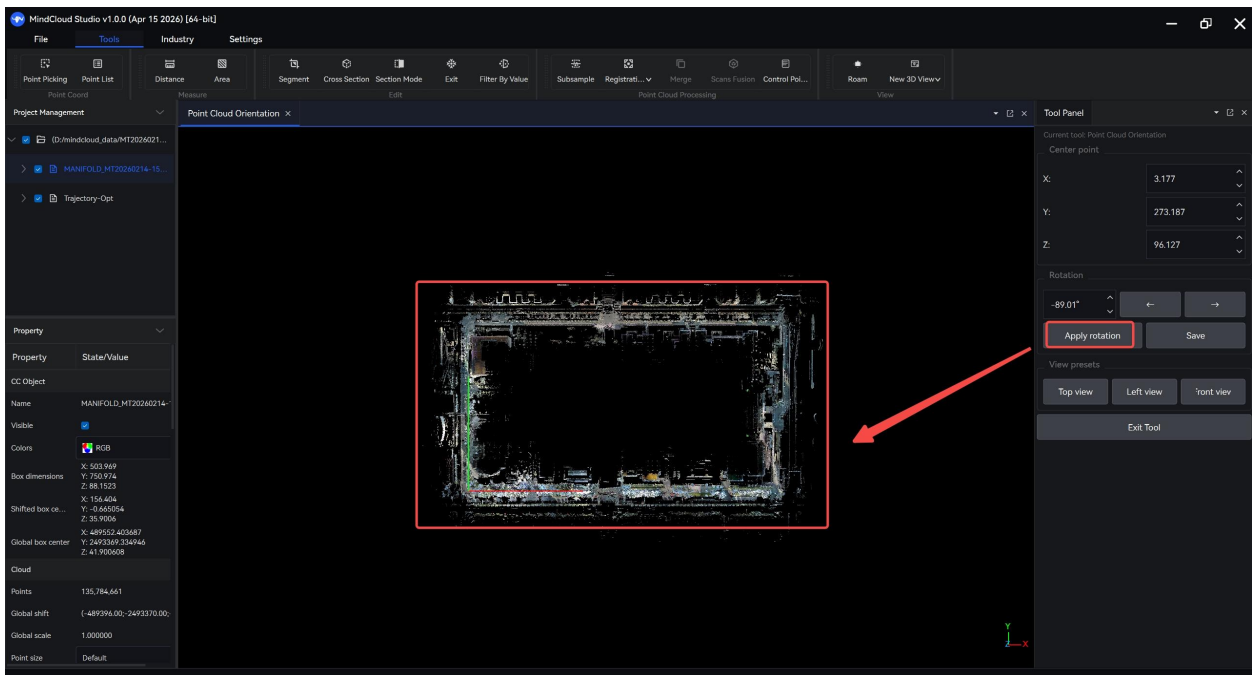 MindCloud Studio v1.0.0 (Apr 15 2026) [64-bit]
File Tools Industry Settings
Point Picking Point List Distance Area Segment Cross Section Section Mode Exit Filter By Value Subsample Registrati... Merge Scans Fusion Control Poi... Roam New 3D View
Point Coord Measure Edit Point Cloud Processing View
Project Management
Point Cloud Orientation ×
Tool Panel
(D:/mindcloud_data/MT2026021...
MANIFOLD_MT20260214-15...
Trajectory-Opt
Current tool: Point Cloud Orientation
Center point
X: 3.177
Y: 273.187
Z: 96.127
Rotation
-89.01° ← →
Apply rotation Save
View presets
Top view Left view ront view
Exit Tool
Property
Property State/Value
CC Object
Name MANIFOLD_MT20260214-
Visible
Colors RGB
Box dimensions X: 503.969
Y: 750.974
Z: 88.1523
Shifted box ce... X: 156.404
Y: -0.665054
Z: 35.9006
Global box center X: 489552.403687
Y: 2493369.334946
Z: 41.900608
Cloud
Points 135,784,661
Global shift (-489396.00;-2493370.00;
Global scale 1.000000
Point size Default
Y
Z X